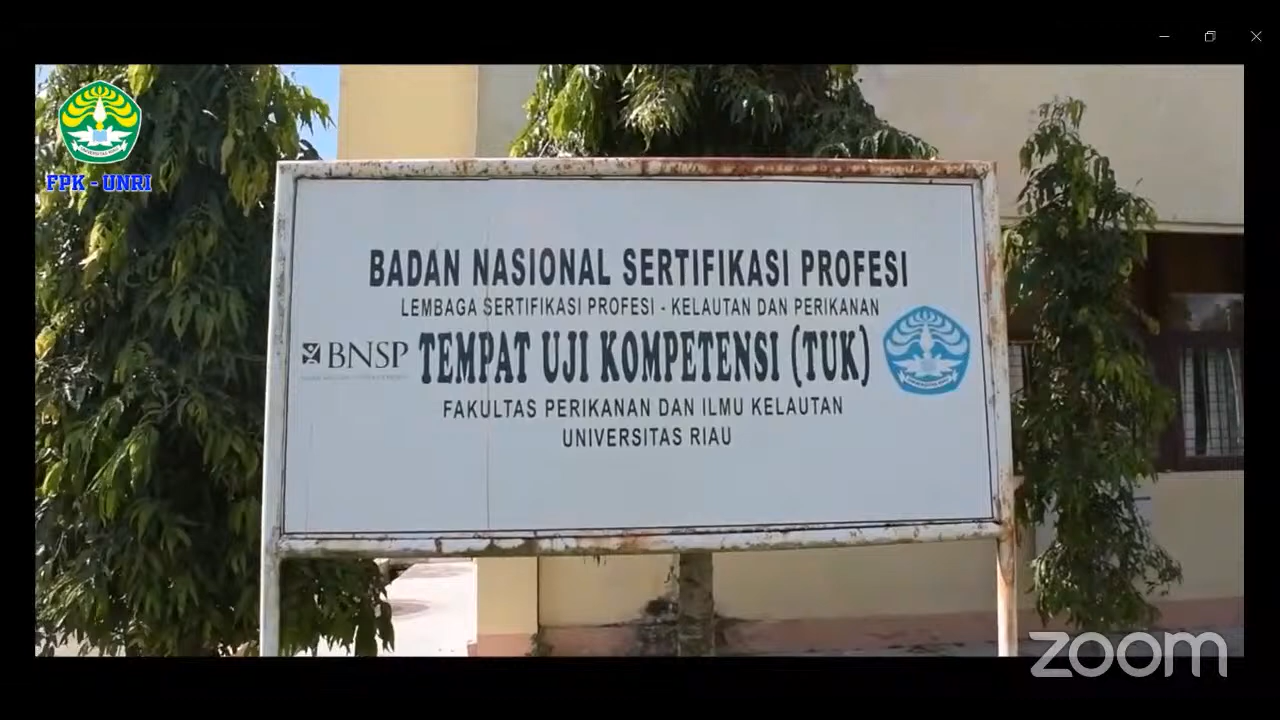 FPK - UNRI
BADAN NASIONAL SERTIFIKASI PROFESI
LEMBAGA SERTIFIKASI PROFESI - KELAUTAN DAN PERIKANAN
BNSP
TEMPAT UJI KOMPETENSI (TUK)
FAKULTAS PERIKANAN DAN ILMU KELAUTAN
UNIVERSITAS RIAU
zoom